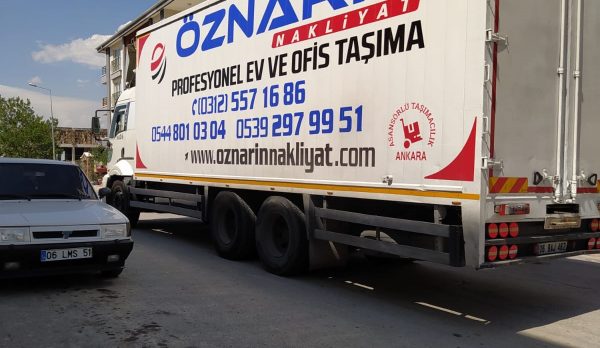 ÖZNARİN
NAKLİYAT
PROFESYONEL EV VE OFİS TAŞIMA
(0312) 557 16 86
0544 801 03 04 0539 297 99 51
www.oznarinnakliyat.com
ASANSÖRLÜ TAŞIMACILIK
ANKARA
06 LMS 51